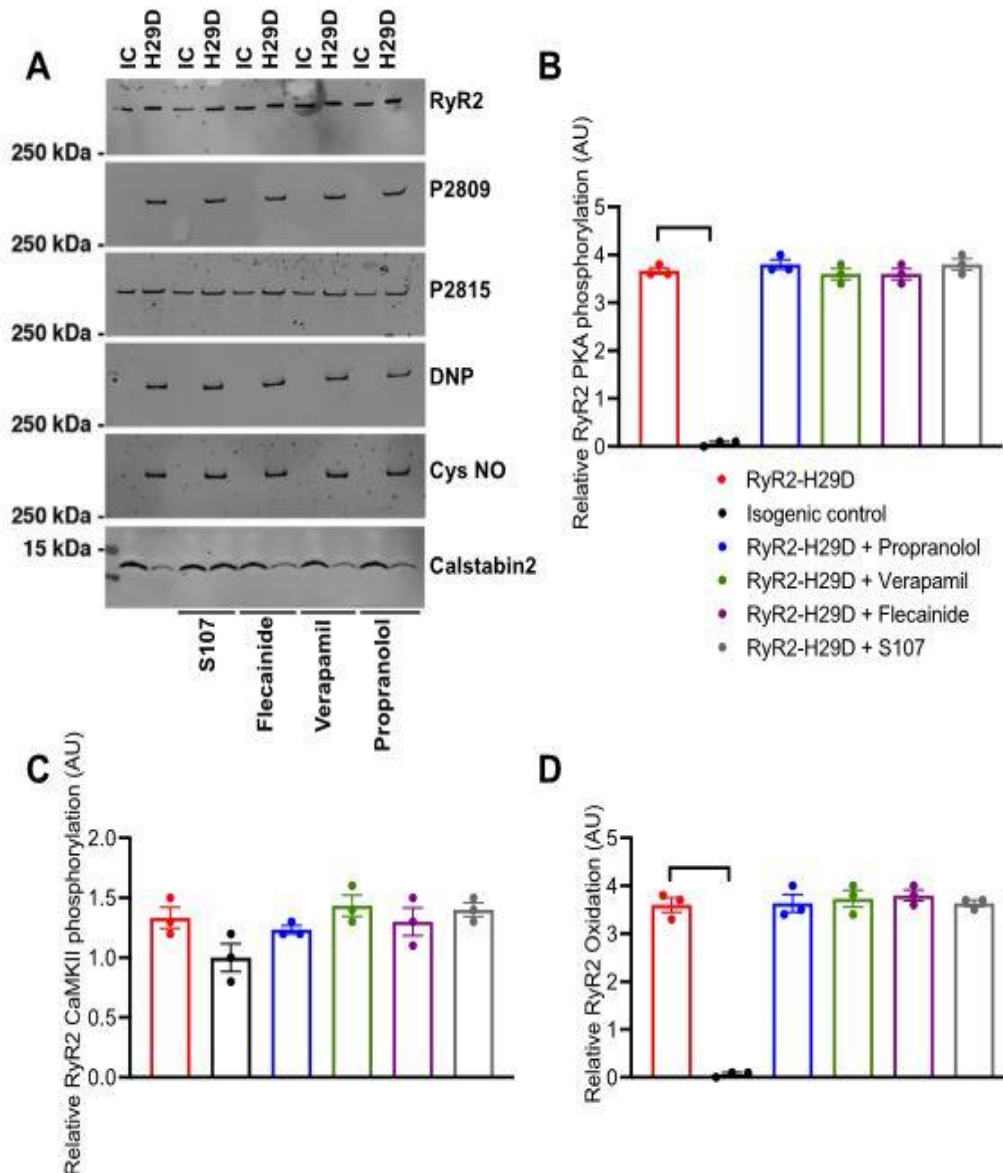 A
IC
H29D
IC
H29D
IC
H29D
IC
H29D
IC
H29D
RyR2
250 kDa -
P2809
250 kDa -
P2815
250 kDa -
DNP
250 kDa -
Cys NO
250 kDa -
15 kDa -
Calstabin2
S107
Flecainide
Verapamil
Propranolol
B
Relative RyR2 PKA phosphorylation (AU)
5
4
3
2
1
0
RyR2-H29D
Isogenic control
RyR2-H29D + Propranolol
RyR2-H29D + Verapamil
RyR2-H29D + Flecainide
RyR2-H29D + S107
C
Relative RyR2 CaMKII phosphorylation (AU)
2.0
1.5
1.0
0.5
0.0
D
Relative RyR2 Oxidation (AU)
5
4
3
2
1
0